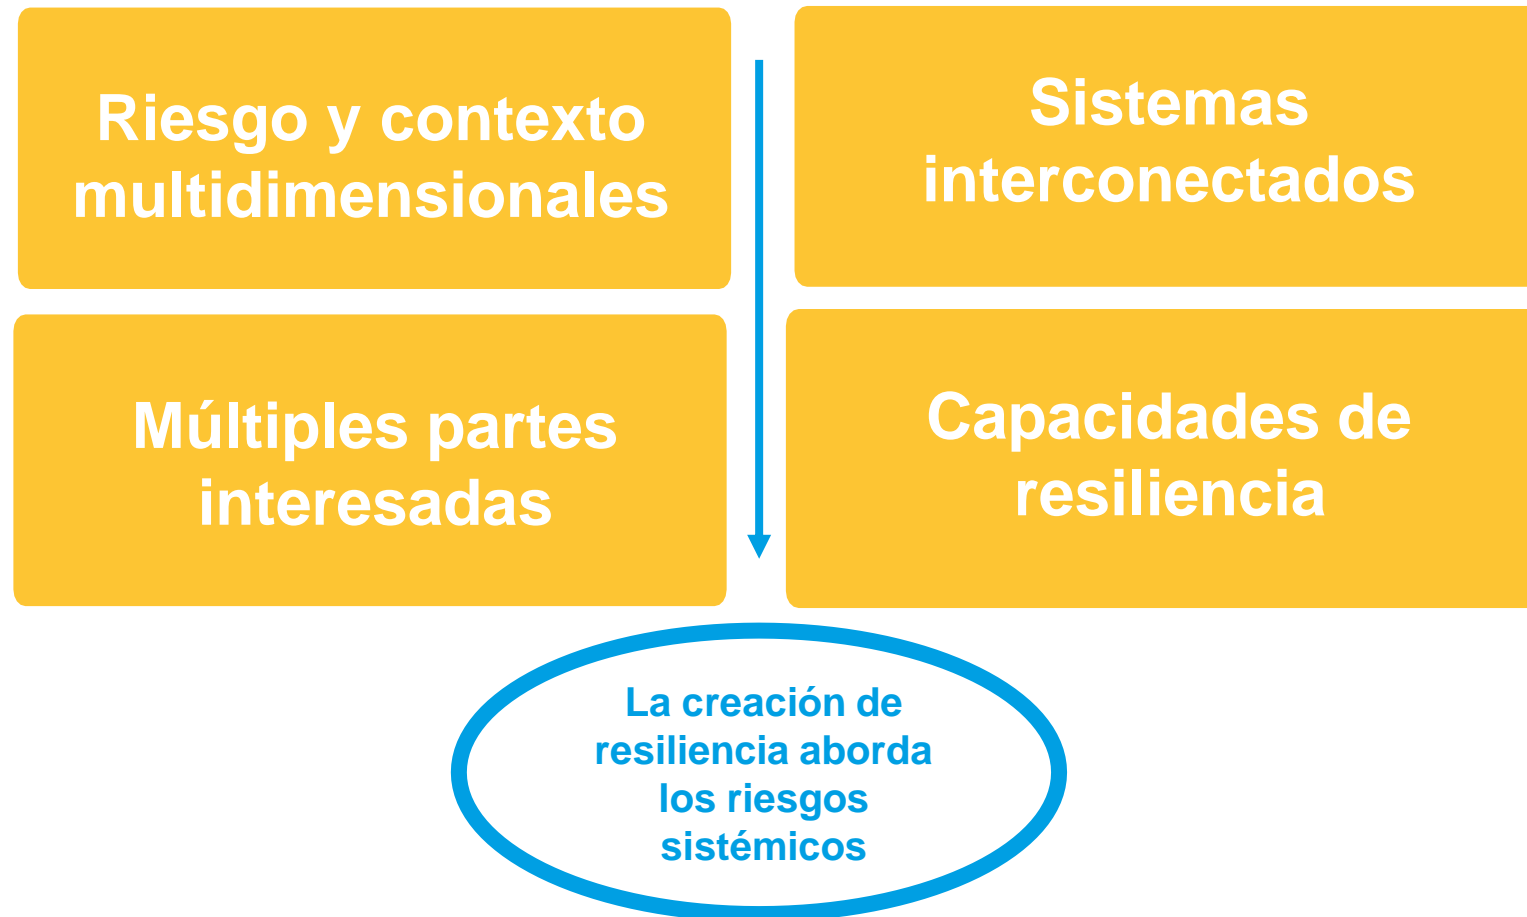 Riesgo y contexto
multidimensionales
Sistemas
interconectados
Múltiples partes
interesadas
Capacidades de
resiliencia
La creación de
resiliencia aborda
los riesgos
sistémicos